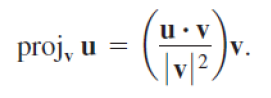 proj_v u = (u · v / |v|²) v.